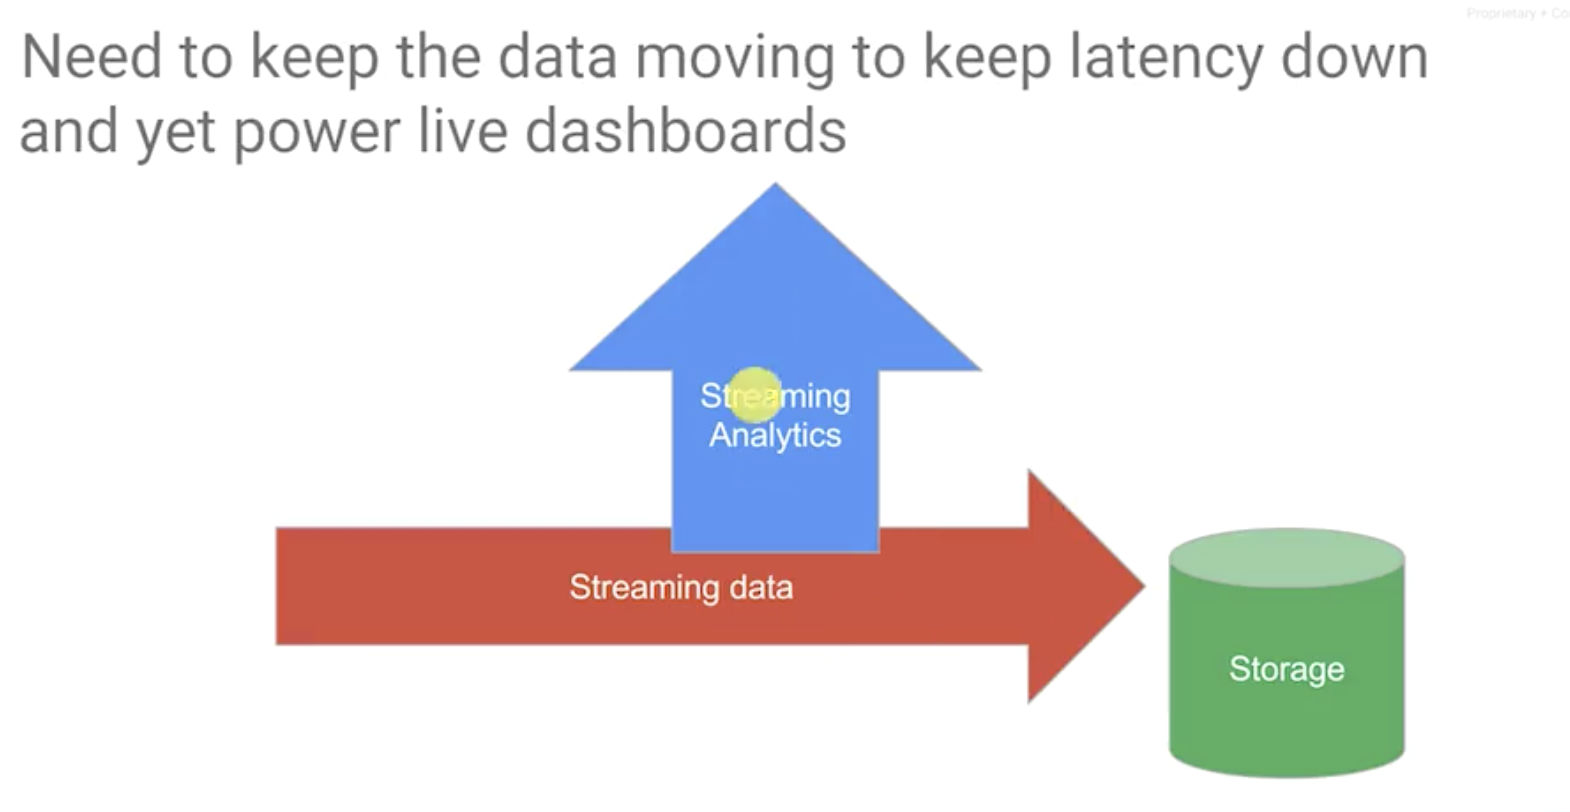 Proprietary + Co
Need to keep the data moving to keep latency down
and yet power live dashboards
Streaming
Analytics
Streaming data
Storage